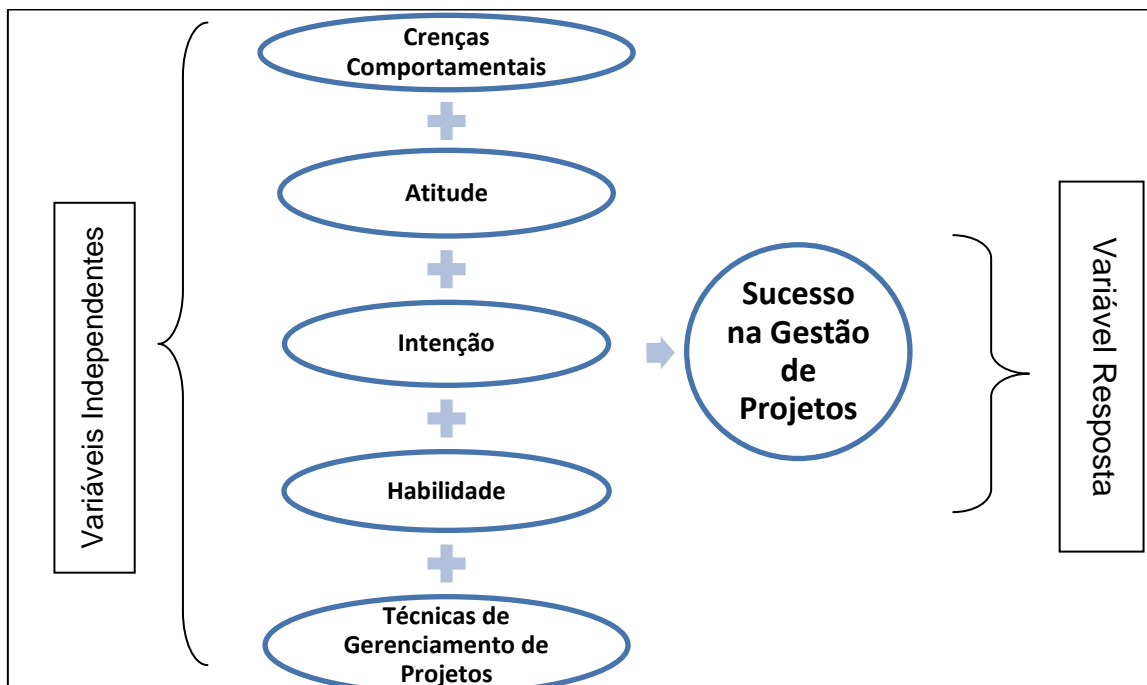 Variáveis Independentes
Crenças
Comportamentais
Atitude
Intenção
Habilidade
Técnicas de
Gerenciamento de
Projetos
Sucesso
na Gestão
de
Projetos
Variável Resposta